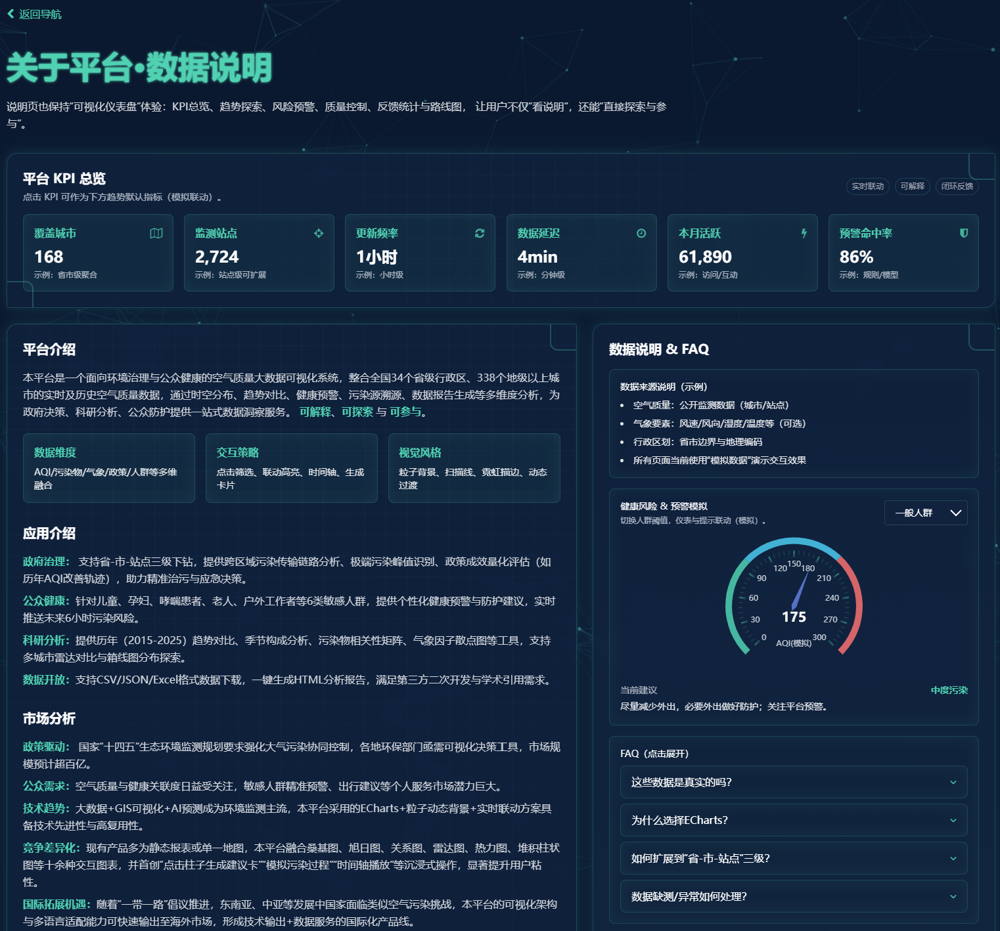 返回导航
关于平台·数据说明
说明页也保持“可视化仪表盘”体验：KPI总览、趋势探索、风险预警、质量控制、反馈统计与路线图， 让用户不仅“看说明”，还能“直接探索与参
与”。
平台 KPI 总览
点击 KPI 可作为下方趋势默认指标（模拟联动）。
实时联动
可解释
闭环反馈
覆盖城市
168
示例：省市级聚合
监测站点
2,724
示例：站点级可扩展
更新频率
1小时
示例：小时级
数据延迟
4min
示例：分钟级
本月活跃
61,890
示例：访问/互动
预警命中率
86%
示例：规则/模型
平台介绍
本平台是一个面向环境治理与公众健康的空气质量大数据可视化系统，整合全国34个省级行政区、338个地级以上城
市的实时及历史空气质量数据，通过时空分布、趋势对比、健康预警、污染源溯源、数据报告生成等多维度分析，为
政府决策、科研分析、公众防护提供一站式数据洞察服务。 可解释、可探索 与 可参与。
数据维度
AQI/污染物/气象/政策/人群等多维
融合
交互策略
点击筛选、联动高亮、时间轴、生成
卡片
视觉风格
粒子背景、扫描线、霓虹描边、动态
过渡
应用介绍
政府治理： 支持省-市-站点三级下钻，提供跨区域污染传输链路分析、极端污染峰值识别、政策成效量化评估（如
历年AQI改善轨迹），助力精准治污与应急决策。
公众健康：针对儿童、孕妇、哮喘患者、老人、户外工作者等6类敏感人群，提供个性化健康预警与防护建议，实时
推送未来6小时污染风险。
科研分析：提供历年（2015-2025）趋势对比、季节构成分析、污染物相关性矩阵、气象因子散点图等工具，支持
多城市雷达对比与箱线图分布探索。
数据开放：支持CSV/JSON/Excel格式数据下载，一键生成HTML分析报告，满足第三方二次开发与学术引用需求。
市场分析
政策驱动： 国家“十四五”生态环境监测规划要求强化大气污染协同控制，各地环保部门亟需可视化决策工具，市场规
模预计超百亿。
公众需求：空气质量与健康关联度日益受关注，敏感人群精准预警、出行建议等个人服务市场潜力巨大。
技术趋势：大数据+GIS可视化+AI预测成为环境监测主流，本平台采用的ECharts+粒子动态背景+实时联动方案具
备技术先进性与高复用性。
竞争差异化：现有产品多为静态报表或单一地图，本平台融合桑基图、旭日图、关系图、雷达图、热力图、堆积柱状
图等十余种交互图表，并首创“点击柱子生成建议卡”“模拟污染过程”“时间轴播放”等沉浸式操作，显著提升用户粘
性。
国际拓展机遇：随着“一带一路”倡议推进，东南亚、中亚等发展中国家面临类似空气污染挑战，本平台的可视化架构
与多语言适配能力可快速输出至海外市场，形成技术输出+数据服务的国际化产品线。
数据说明 & FAQ
数据来源说明（示例）
• 空气质量：公开监测数据（城市/站点）
• 气象要素：风速/风向/湿度/温度等（可选）
• 行政区划：省市边界与地理编码
• 所有页面当前使用“模拟数据”演示交互效果
健康风险 & 预警模拟
切换人群阈值，仪表与提示联动（模拟）。
一般人群
0
30
60
90
120
150
180
210
240
270
300
175
AQI(模拟)
当前建议
中度污染
尽量减少外出，必要外出做好防护；关注平台预警。
FAQ（点击展开）
这些数据是真实的吗？
为什么选择ECharts？
如何扩展到“省-市-站点”三级？
数据缺测/异常如何处理？